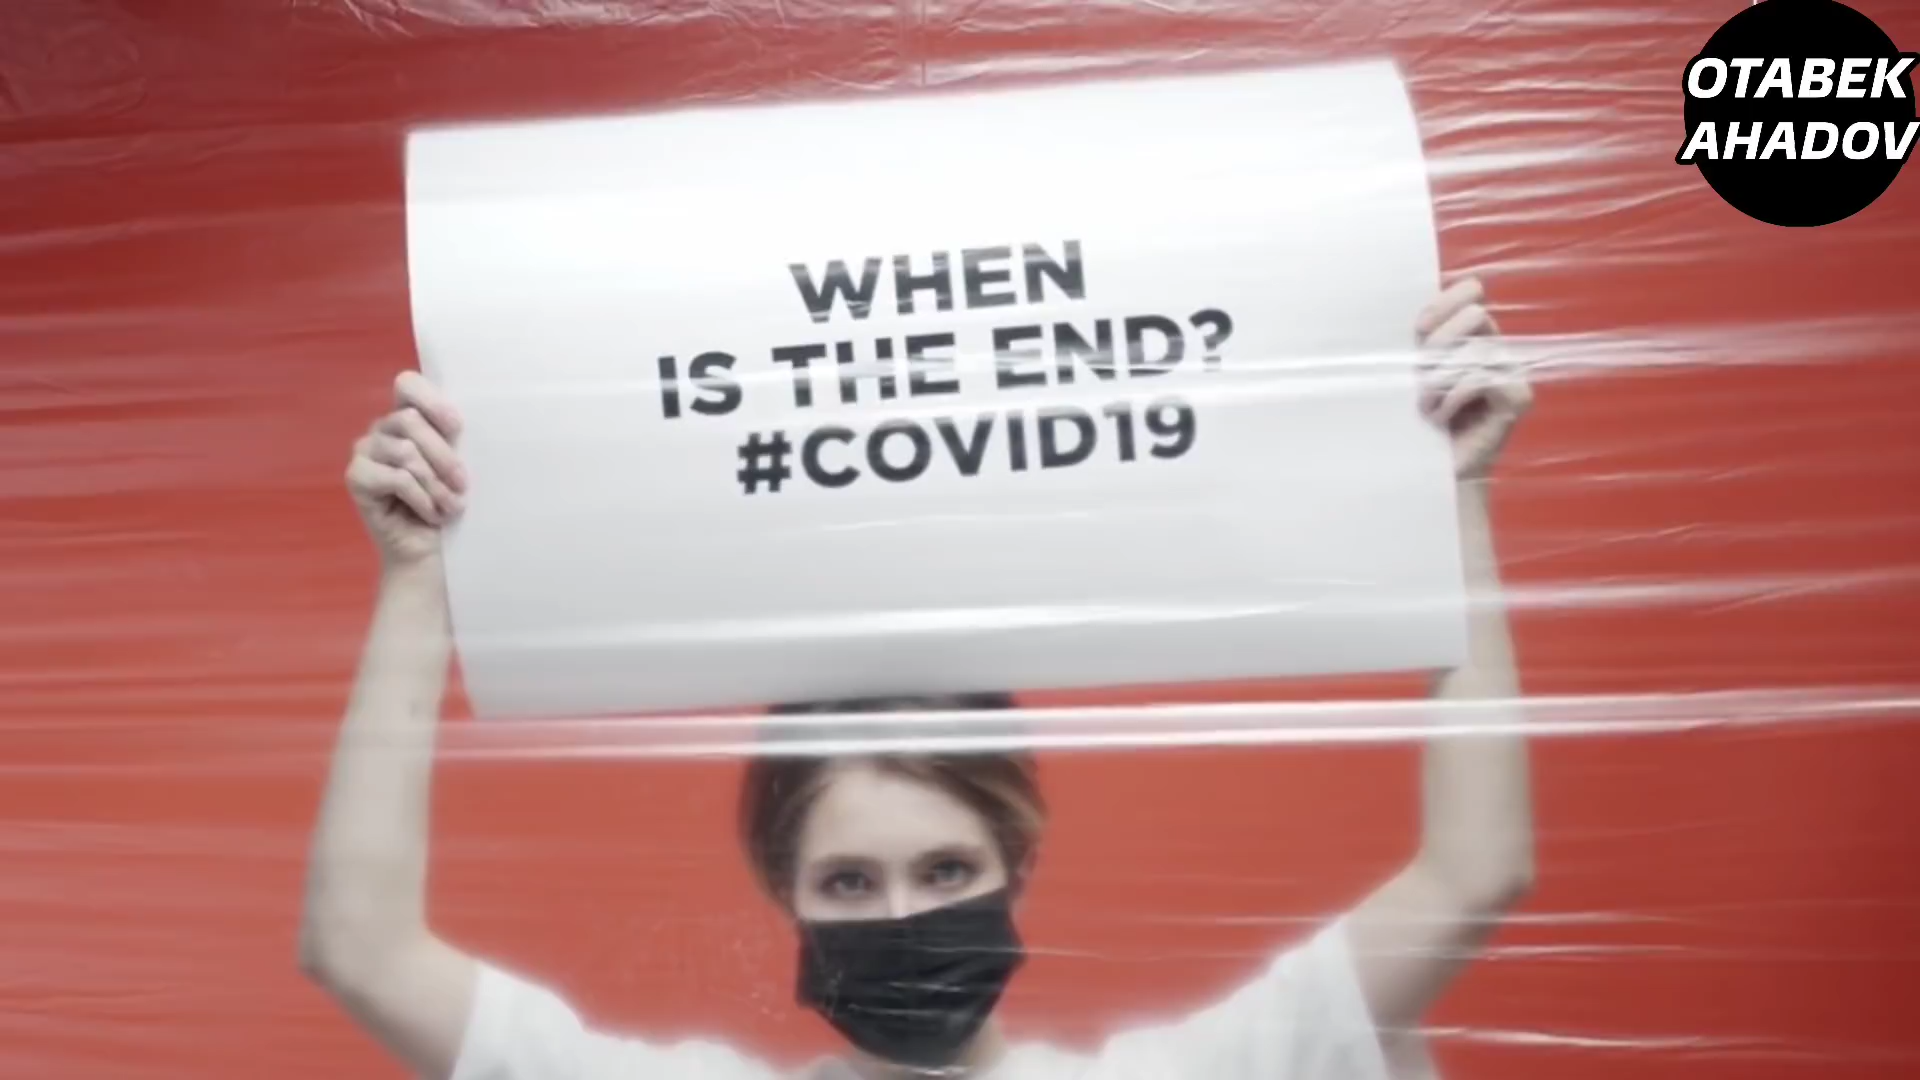 WHEN
IS THE END?
#COVID19
OTABEK
AHADOV